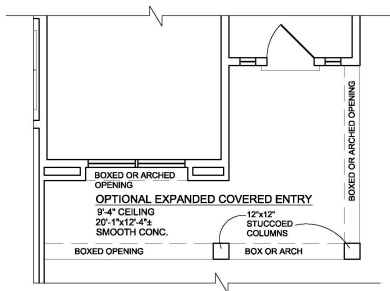 BOXED OR ARCHED
OPENING
BOXED OR ARCHED OPENING
OPTIONAL EXPANDED COVERED ENTRY
9'-4" CEILING
20'-1"x12'-4"±
SMOOTH CONC.
12"x12"
STUCCOED
COLUMNS
BOXED OPENING
BOX OR ARCH